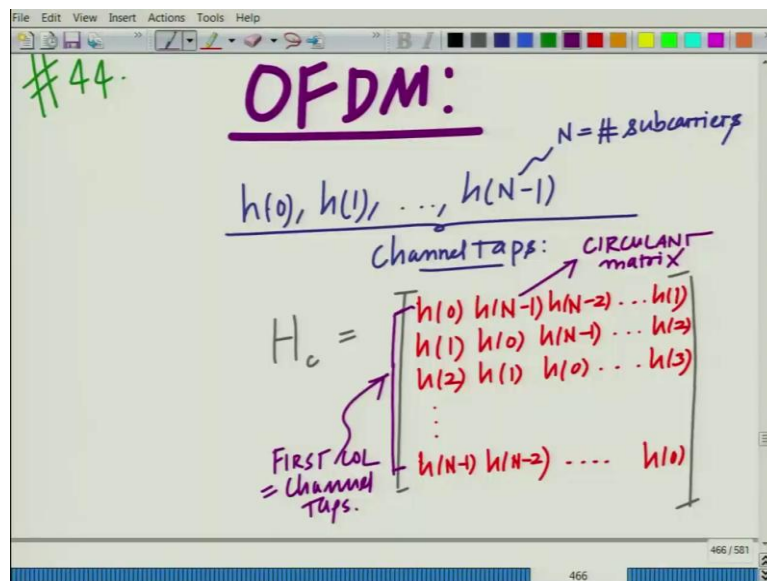 File Edit View Insert Actions Tools Help
B I
#44.
OFDM:
N = # subcarriers
h(0), h(1), ..., h(N-1)
Channel Taps:
CIRCULANT
matrix
H_c =
h(0) h(N-1) h(N-2) ... h(1)
h(1) h(0) h(N-1) ... h(2)
h(2) h(1) h(0) ... h(3)
⋮
h(N-1) h(N-2) .... h(0)
FIRST COL
= Channel
Taps.
466 / 581
466